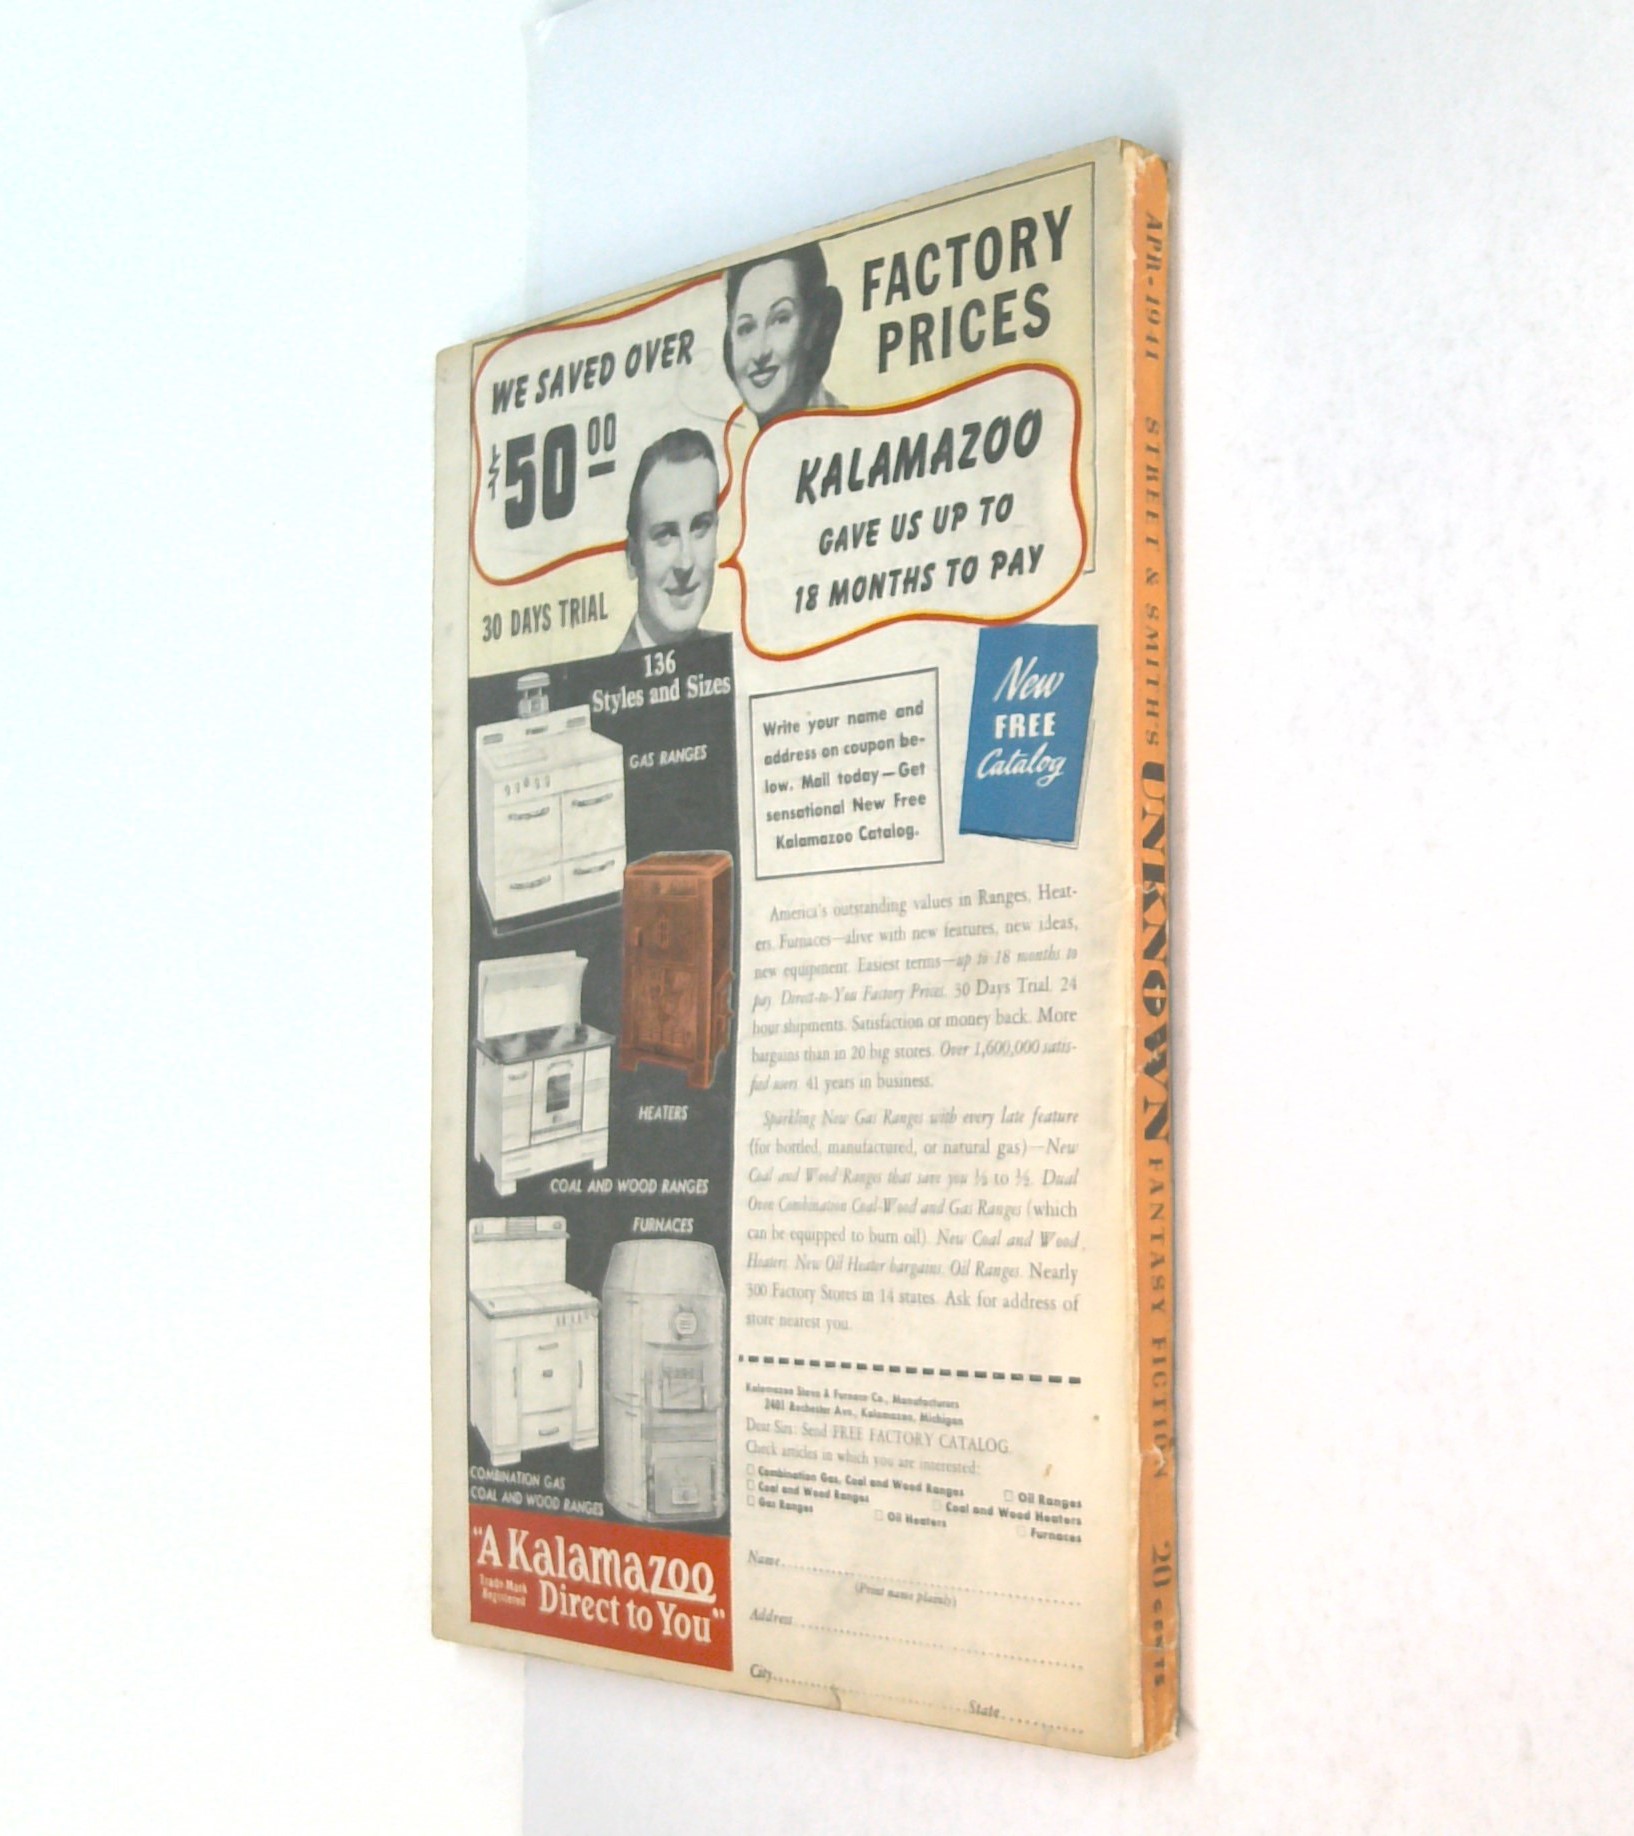 FACTORY
PRICES
WE SAVED OVER
$50.00
KALAMAZOO
GAVE US UP TO
18 MONTHS TO PAY
30 DAYS TRIAL
136
Styles and Sizes
GAS RANGES
HEATERS
COAL AND WOOD RANGES
FURNACES
COMBINATION GAS
COAL AND WOOD RANGES
"A Kalamazoo
Trade Mark
Registered
Direct to You"
New
FREE
Catalog
Write your name and
address on coupon be-
low. Mail today—Get
sensational New Free
Kalamazoo Catalog.
America's outstanding values in Ranges, Heat-
ers, Furnaces—alive with new features, new ideas,
new equipment. Easiest terms—up to 18 months to
pay. Direct-to-You Factory Prices. 30 Days Trial. 24
hour shipments. Satisfaction or money back. More
bargains than in 20 big stores. Over 1,600,000 satis-
fied users. 41 years in business.
Sparkling New Gas Ranges with every late feature
(for bottled, manufactured, or natural gas)—New
Coal and Wood Ranges that save you ⅓ to ½. Dual
Oven Combination Coal-Wood and Gas Ranges (which
can be equipped to burn oil). New Coal and Wood
Heaters. New Oil Heater bargains. Oil Ranges. Nearly
300 Factory Stores in 14 states. Ask for address of
store nearest you.
Kalamazoo Stove & Furnace Co., Manufacturers
2401 Rochester Ave., Kalamazoo, Michigan
Dear Sirs: Send FREE FACTORY CATALOG.
Check articles in which you are interested:
Combination Gas, Coal and Wood Ranges Oil Ranges
Coal and Wood Ranges Coal and Wood Heaters
Gas Ranges Oil Heaters Furnaces
Name
(Print name plainly)
Address
City State
APR·1941 STREET & SMITH'S UNKNOWN FANTASY FICTION 20 CENTS